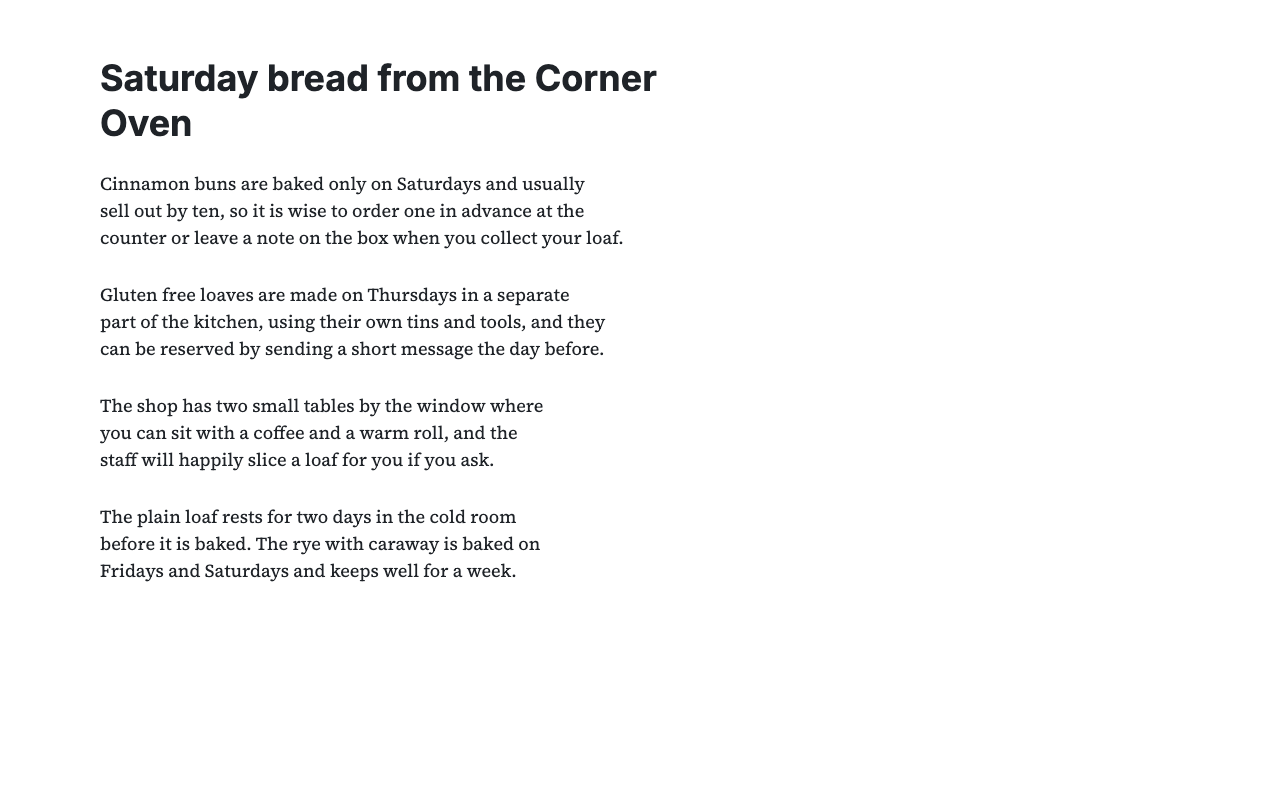 Saturday bread from the Corner
Oven
Cinnamon buns are baked only on Saturdays and usually
sell out by ten, so it is wise to order one in advance at the
counter or leave a note on the box when you collect your loaf.
Gluten free loaves are made on Thursdays in a separate
part of the kitchen, using their own tins and tools, and they
can be reserved by sending a short message the day before.
The shop has two small tables by the window where
you can sit with a coffee and a warm roll, and the
staff will happily slice a loaf for you if you ask.
The plain loaf rests for two days in the cold room
before it is baked. The rye with caraway is baked on
Fridays and Saturdays and keeps well for a week.